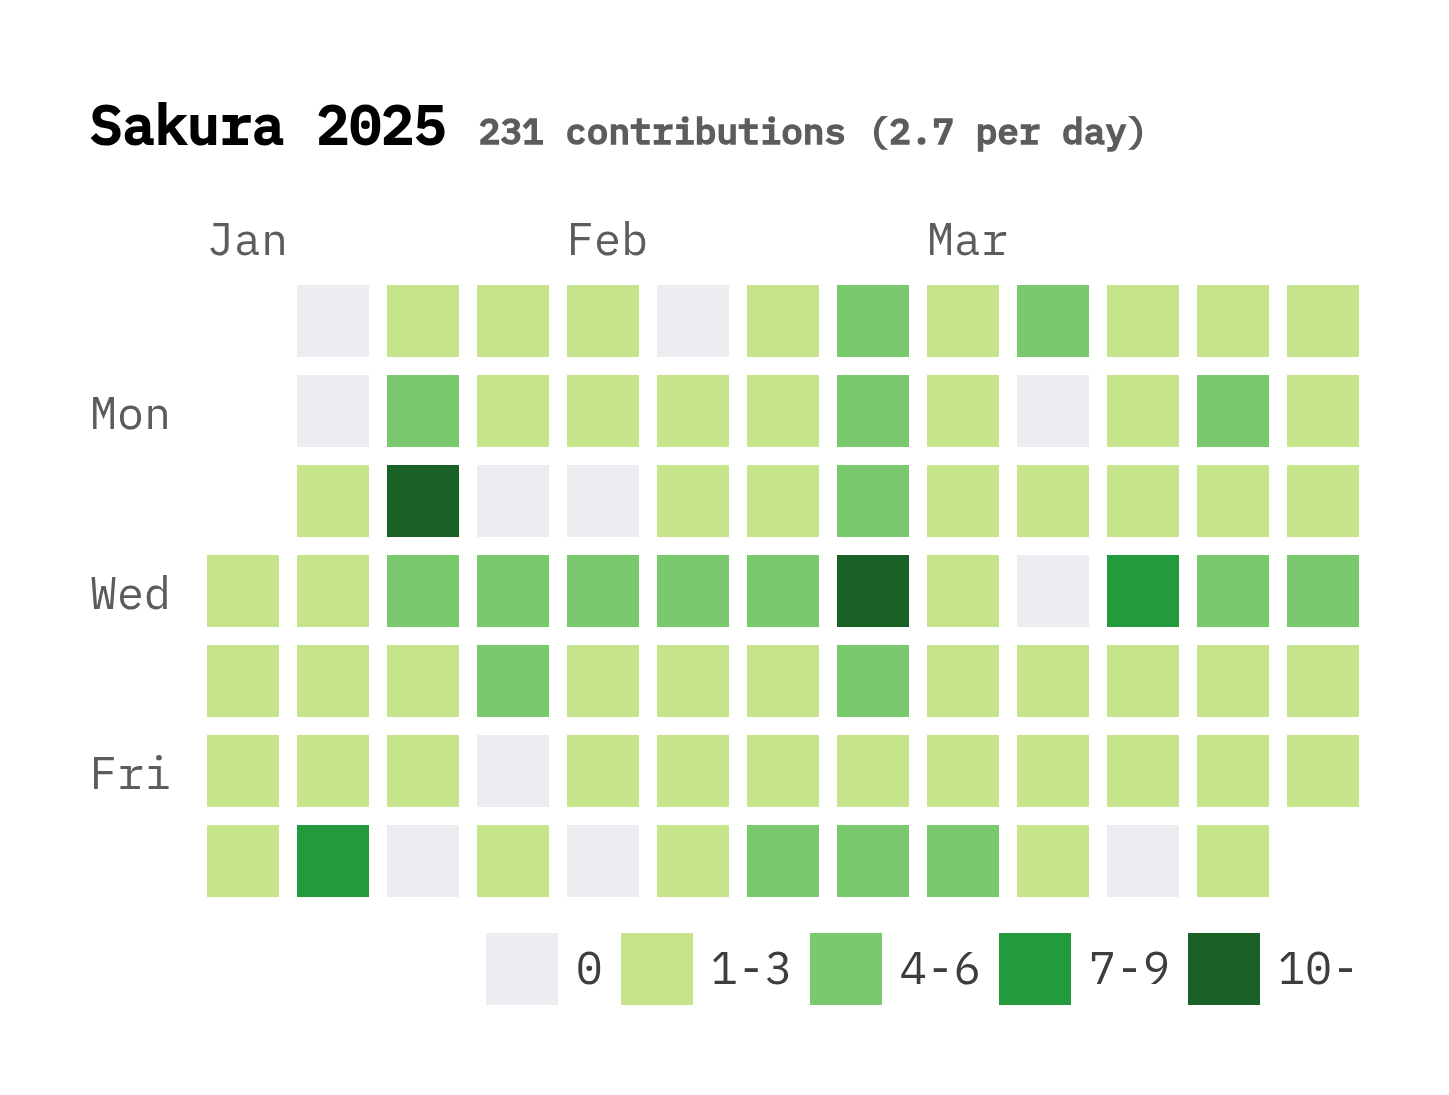 Sakura 2025 231 contributions (2.7 per day)
Jan Feb Mar
Mon
Wed
Fri
0 1-3 4-6 7-9 10-